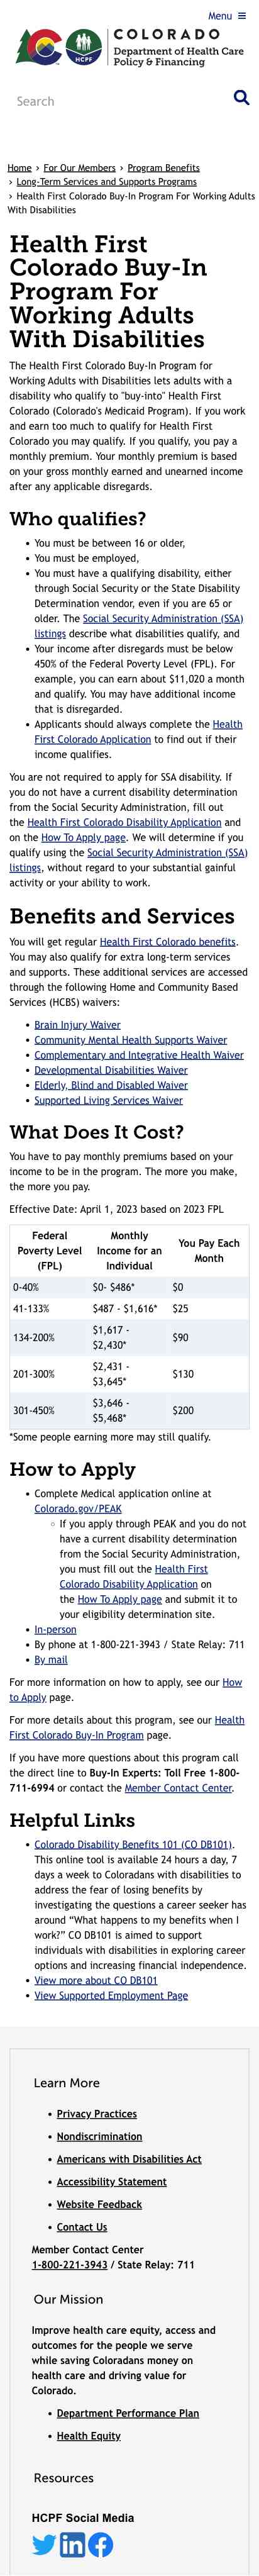 Menu ≡
COLORADO
Department of Health Care
Policy & Financing
HCPF
Search
Home › For Our Members › Program Benefits
› Long-Term Services and Supports Programs
› Health First Colorado Buy-In Program For Working Adults
With Disabilities
Health First
Colorado Buy-In
Program For
Working Adults
With Disabilities
The Health First Colorado Buy-In Program for
Working Adults with Disabilities lets adults with a
disability who qualify to "buy-into" Health First
Colorado (Colorado's Medicaid Program). If you work
and earn too much to qualify for Health First
Colorado you may qualify. If you qualify, you pay a
monthly premium. Your monthly premium is based
on your gross monthly earned and unearned income
after any applicable disregards.
Who qualifies?
• You must be between 16 or older,
• You must be employed,
• You must have a qualifying disability, either
through Social Security or the State Disability
Determination vendor, even if you are 65 or
older. The Social Security Administration (SSA)
listings describe what disabilities qualify, and
• Your income after disregards must be below
450% of the Federal Poverty Level (FPL). For
example, you can earn about $11,020 a month
and qualify. You may have additional income
that is disregarded.
• Applicants should always complete the Health
First Colorado Application to find out if their
income qualifies.
You are not required to apply for SSA disability. If
you do not have a current disability determination
from the Social Security Administration, fill out
the Health First Colorado Disability Application and
on the How To Apply page. We will determine if you
qualify using the Social Security Administration (SSA)
listings, without regard to your substantial gainful
activity or your ability to work.
Benefits and Services
You will get regular Health First Colorado benefits.
You may also qualify for extra long-term services
and supports. These additional services are accessed
through the following Home and Community Based
Services (HCBS) waivers:
• Brain Injury Waiver
• Community Mental Health Supports Waiver
• Complementary and Integrative Health Waiver
• Developmental Disabilities Waiver
• Elderly, Blind and Disabled Waiver
• Supported Living Services Waiver
What Does It Cost?
You have to pay monthly premiums based on your
income to be in the program. The more you make,
the more you pay.
Effective Date: April 1, 2023 based on 2023 FPL
Federal Poverty Level (FPL) Monthly Income for an Individual You Pay Each Month
0-40% $0- $486* $0
41-133% $487 - $1,616* $25
134-200% $1,617 - $2,430* $90
201-300% $2,431 - $3,645* $130
301-450% $3,646 - $5,468* $200
*Some people earning more may still qualify.
How to Apply
• Complete Medical application online at
Colorado.gov/PEAK
◦ If you apply through PEAK and you do not
have a current disability determination
from the Social Security Administration,
you must fill out the Health First
Colorado Disability Application on
the How To Apply page and submit it to
your eligibility determination site.
• In-person
• By phone at 1-800-221-3943 / State Relay: 711
• By mail
For more information on how to apply, see our How
to Apply page.
For more details about this program, see our Health
First Colorado Buy-In Program page.
If you have more questions about this program call
the direct line to Buy-In Experts: Toll Free 1-800-
711-6994 or contact the Member Contact Center.
Helpful Links
• Colorado Disability Benefits 101 (CO DB101).
This online tool is available 24 hours a day, 7
days a week to Coloradans with disabilities to
address the fear of losing benefits by
investigating the questions a career seeker has
around “What happens to my benefits when I
work?” CO DB101 is aimed to support
individuals with disabilities in exploring career
options and increasing financial independence.
• View more about CO DB101
• View Supported Employment Page
Learn More
• Privacy Practices
• Nondiscrimination
• Americans with Disabilities Act
• Accessibility Statement
• Website Feedback
• Contact Us
Member Contact Center
1-800-221-3943 / State Relay: 711
Our Mission
Improve health care equity, access and
outcomes for the people we serve
while saving Coloradans money on
health care and driving value for
Colorado.
• Department Performance Plan
• Health Equity
Resources
HCPF Social Media